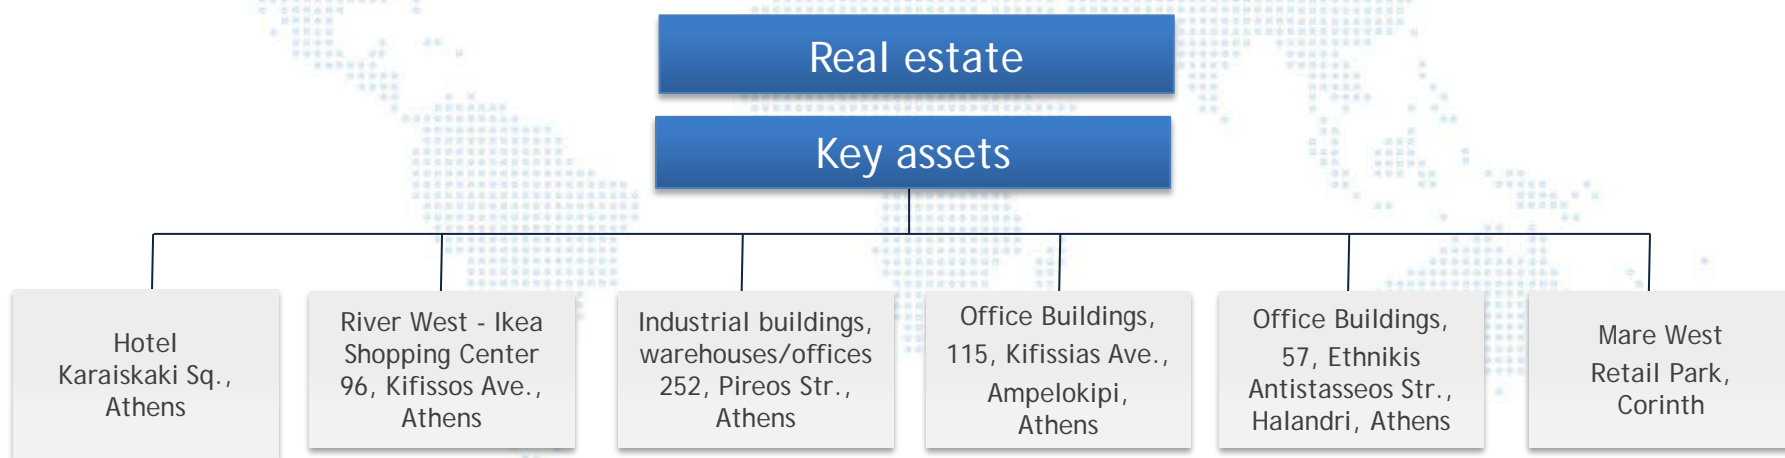 Real estate
Key assets
Hotel
Karaiskaki Sq.,
Athens
River West - Ikea
Shopping Center
96, Kifissos Ave.,
Athens
Industrial buildings,
warehouses/offices
252, Pireos Str.,
Athens
Office Buildings,
115, Kifissias Ave.,
Ampelokipi,
Athens
Office Buildings,
57, Ethnikis
Antistasseos Str.,
Halandri, Athens
Mare West
Retail Park,
Corinth